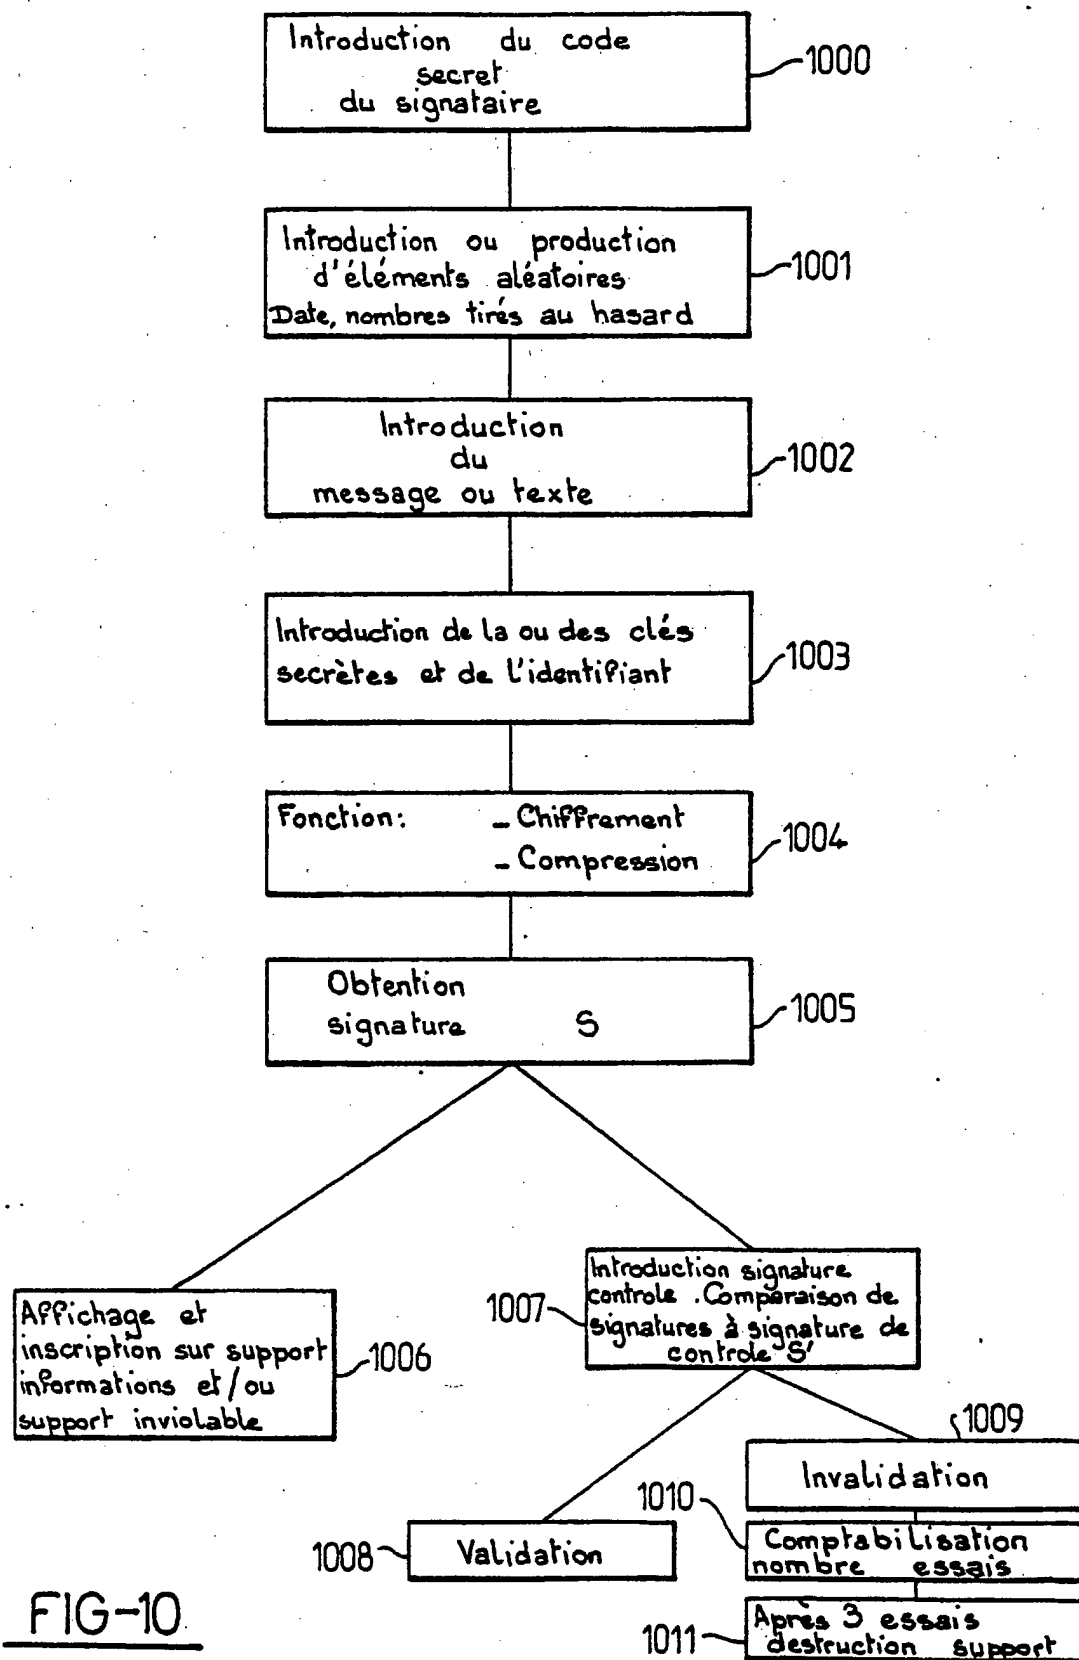 Introduction du code
secret
du signataire
1000
Introduction ou production
d'éléments aléatoires
Date, nombres tirés au hasard
1001
Introduction
du
message ou texte
1002
Introduction de la ou des clés
secrètes et de l'identifiant
1003
Fonction: - Chiffrement
- Compression
1004
Obtention
signature S
1005
Affichage et
inscription sur support
informations et/ou
support inviolable
1006
Introduction signature
controle . Comparaison de
signatures à signature de
controle S'
1007
Validation
1008
1009
Invalidation
1010
Comptabilisation
nombre essais
Après 3 essais
destruction support
1011
FIG-10